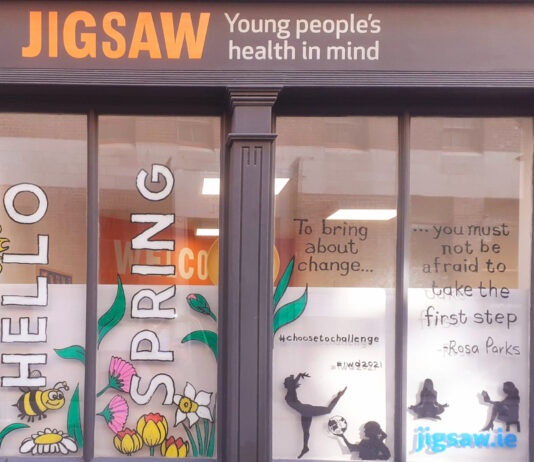 JIGSAW
Young people's
health in mind
HELLO
SPRING
WELCO
To bring
about
change...
#choosetochallenge
#iwd2021
...you must
not be
afraid to
take the
first step
-Rosa Parks
jigsaw.ie